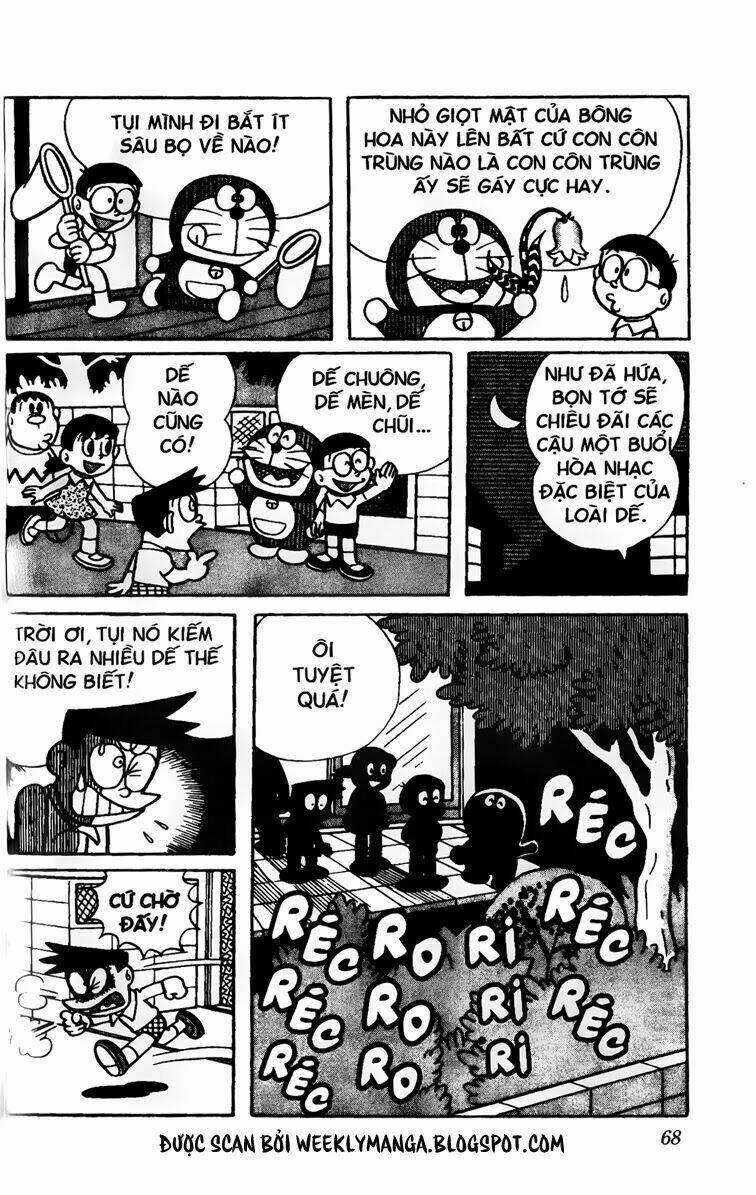 TỤI MÌNH ĐI BẮT ÍT
SÂU BỌ VỀ NÀO!
NHỎ GIỌT MẬT CỦA BÔNG
HOA NÀY LÊN BẤT CỨ CON CÔN
TRÙNG NÀO LÀ CON CÔN TRÙNG
ẤY SẼ GÁY CỰC HAY.
DẾ
NÀO
CŨNG
CÓ!
DẾ CHUÔNG,
DẾ MÈN, DẾ
CHŨI...
NHƯ ĐÃ HỨA,
BỌN TỚ SẼ
CHIÊU ĐÃI CÁC
CẬU MỘT BUỔI
HÒA NHẠC
ĐẶC BIỆT CỦA
LOÀI DẾ.
TRỜI ƠI, TỤI NÓ KIẾM
ĐÂU RA NHIỀU DẾ THẾ
KHÔNG BIẾT!
ÔI
TUYỆT
QUÁ!
RÉC
RÉC RO RI RÉC
RÉC RO RI RÉC
RÉC RO RI
CỨ CHỜ
ĐẤY!
ĐƯỢC SCAN BỞI WEEKLYMANGA.BLOGSPOT.COM
68